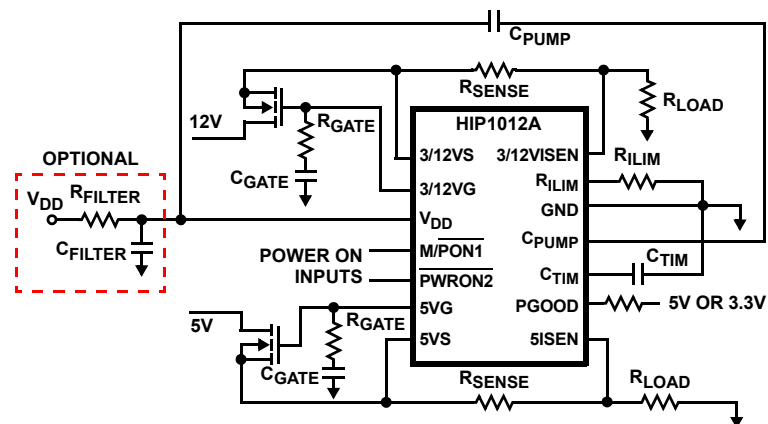 CPUMP
RSENSE
RLOAD
12V
RGATE
CGATE
HIP1012A
3/12VS
3/12VISEN
3/12VG
RILIM
RILIM
VDD
GND
M/PON1
CPUMP
PWRON2
CTIM
CTIM
5VG
PGOOD
5V OR 3.3V
5VS
5ISEN
OPTIONAL
VDD
RFILTER
CFILTER
POWER ON
INPUTS
5V
RGATE
CGATE
RSENSE
RLOAD